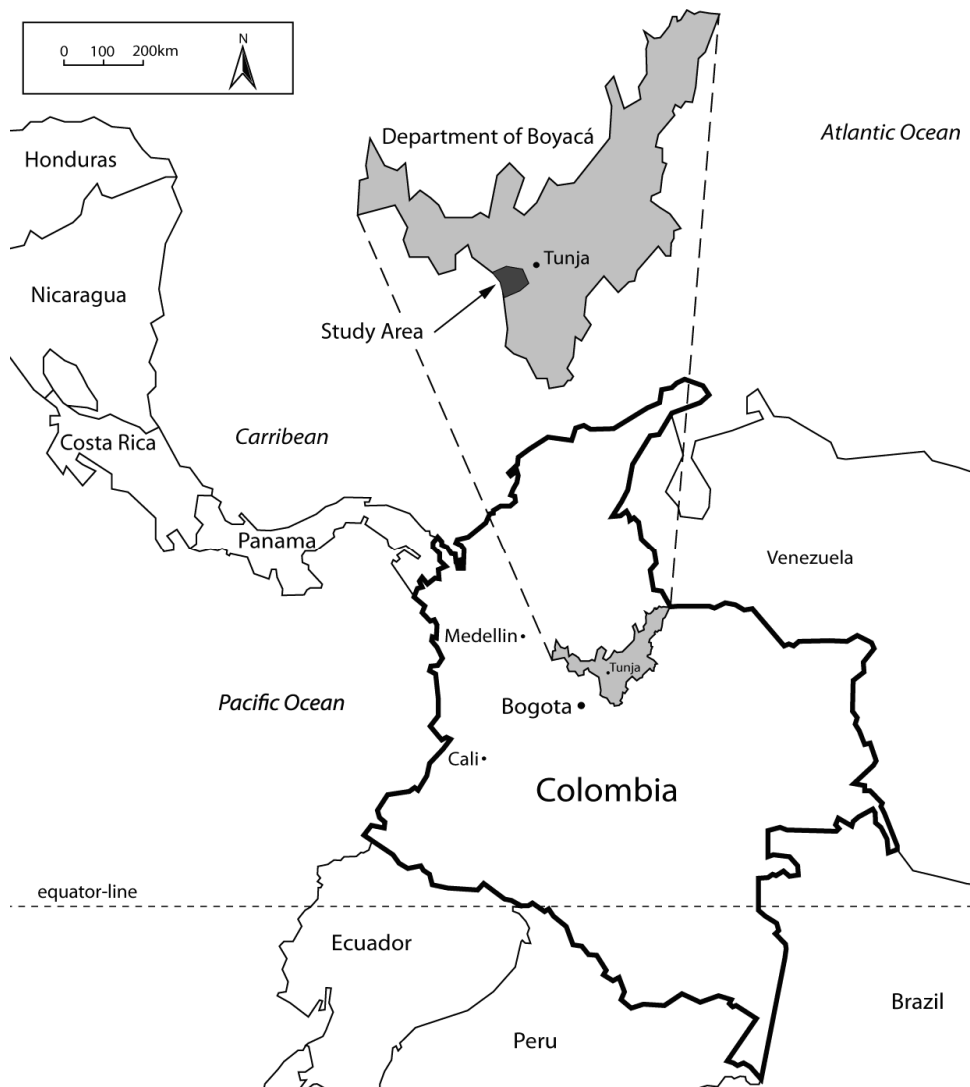 0 100 200km
N
Department of Boyacá
Atlantic Ocean
Honduras
Tunja
Nicaragua
Study Area
Costa Rica
Carribean
Panama
Venezuela
Medellin
Tunja
Pacific Ocean
Bogota
Cali
Colombia
equator-line
Ecuador
Brazil
Peru